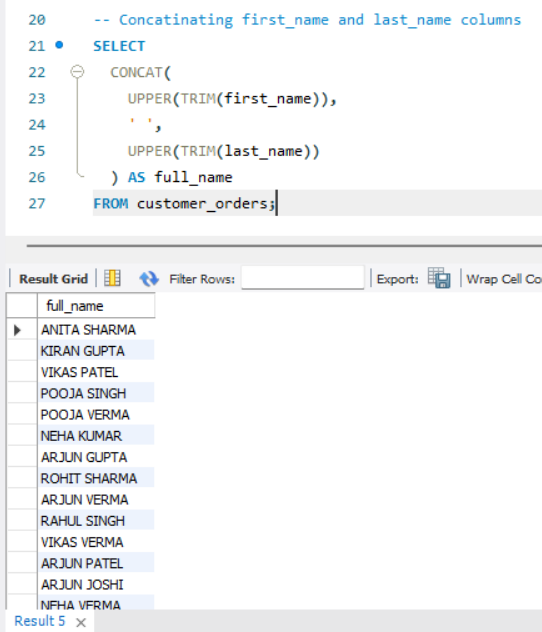 20 -- Concatinating first_name and last_name columns
21 SELECT
22 CONCAT(
23 UPPER(TRIM(first_name)),
24 ' ',
25 UPPER(TRIM(last_name))
26 ) AS full_name
27 FROM customer_orders;
Result Grid Filter Rows: Export: Wrap Cell Co
full_name
ANITA SHARMA
KIRAN GUPTA
VIKAS PATEL
POOJA SINGH
POOJA VERMA
NEHA KUMAR
ARJUN GUPTA
ROHIT SHARMA
ARJUN VERMA
RAHUL SINGH
VIKAS VERMA
ARJUN PATEL
ARJUN JOSHI
NEHA VERMA
Result 5